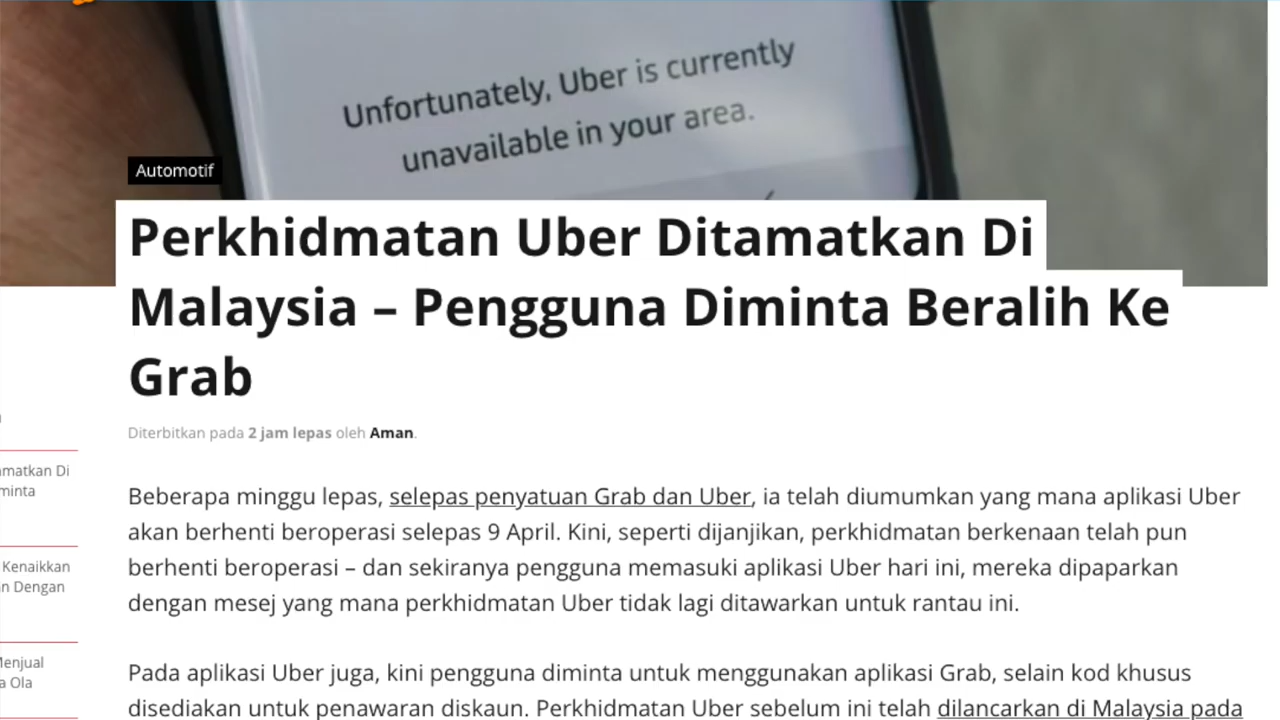 Unfortunately, Uber is currently
unavailable in your area.
Automotif
Perkhidmatan Uber Ditamatkan Di
Malaysia – Pengguna Diminta Beralih Ke
Grab
Diterbitkan pada 2 jam lepas oleh Aman.
Beberapa minggu lepas, selepas penyatuan Grab dan Uber, ia telah diumumkan yang mana aplikasi Uber
akan berhenti beroperasi selepas 9 April. Kini, seperti dijanjikan, perkhidmatan berkenaan telah pun
berhenti beroperasi – dan sekiranya pengguna memasuki aplikasi Uber hari ini, mereka dipaparkan
dengan mesej yang mana perkhidmatan Uber tidak lagi ditawarkan untuk rantau ini.
Pada aplikasi Uber juga, kini pengguna diminta untuk menggunakan aplikasi Grab, selain kod khusus
disediakan untuk penawaran diskaun. Perkhidmatan Uber sebelum ini telah dilancarkan di Malaysia pada
Di
Kenaikkan
Dengan
Ola